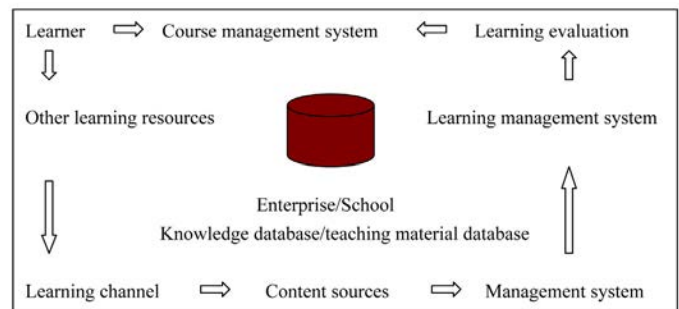 Learner Course management system Learning evaluation
Other learning resources Learning management system
Enterprise/School
Knowledge database/teaching material database
Learning channel Content sources Management system